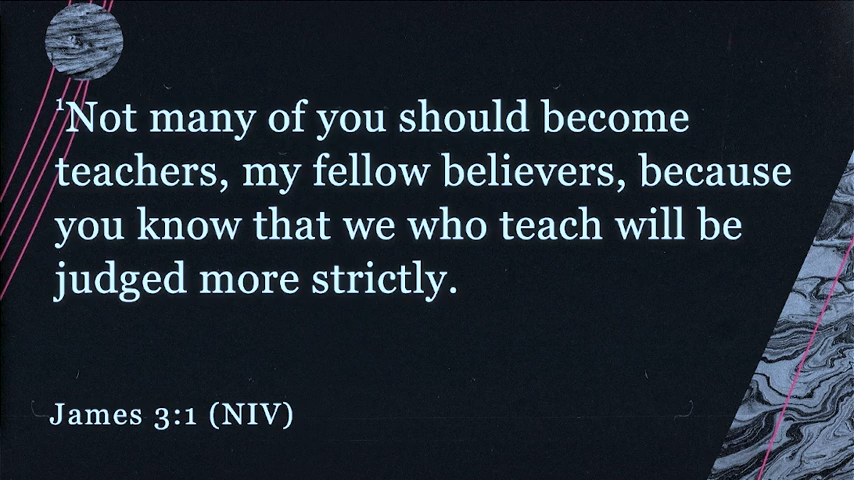 ¹Not many of you should become
teachers, my fellow believers, because
you know that we who teach will be
judged more strictly.
James 3:1 (NIV)